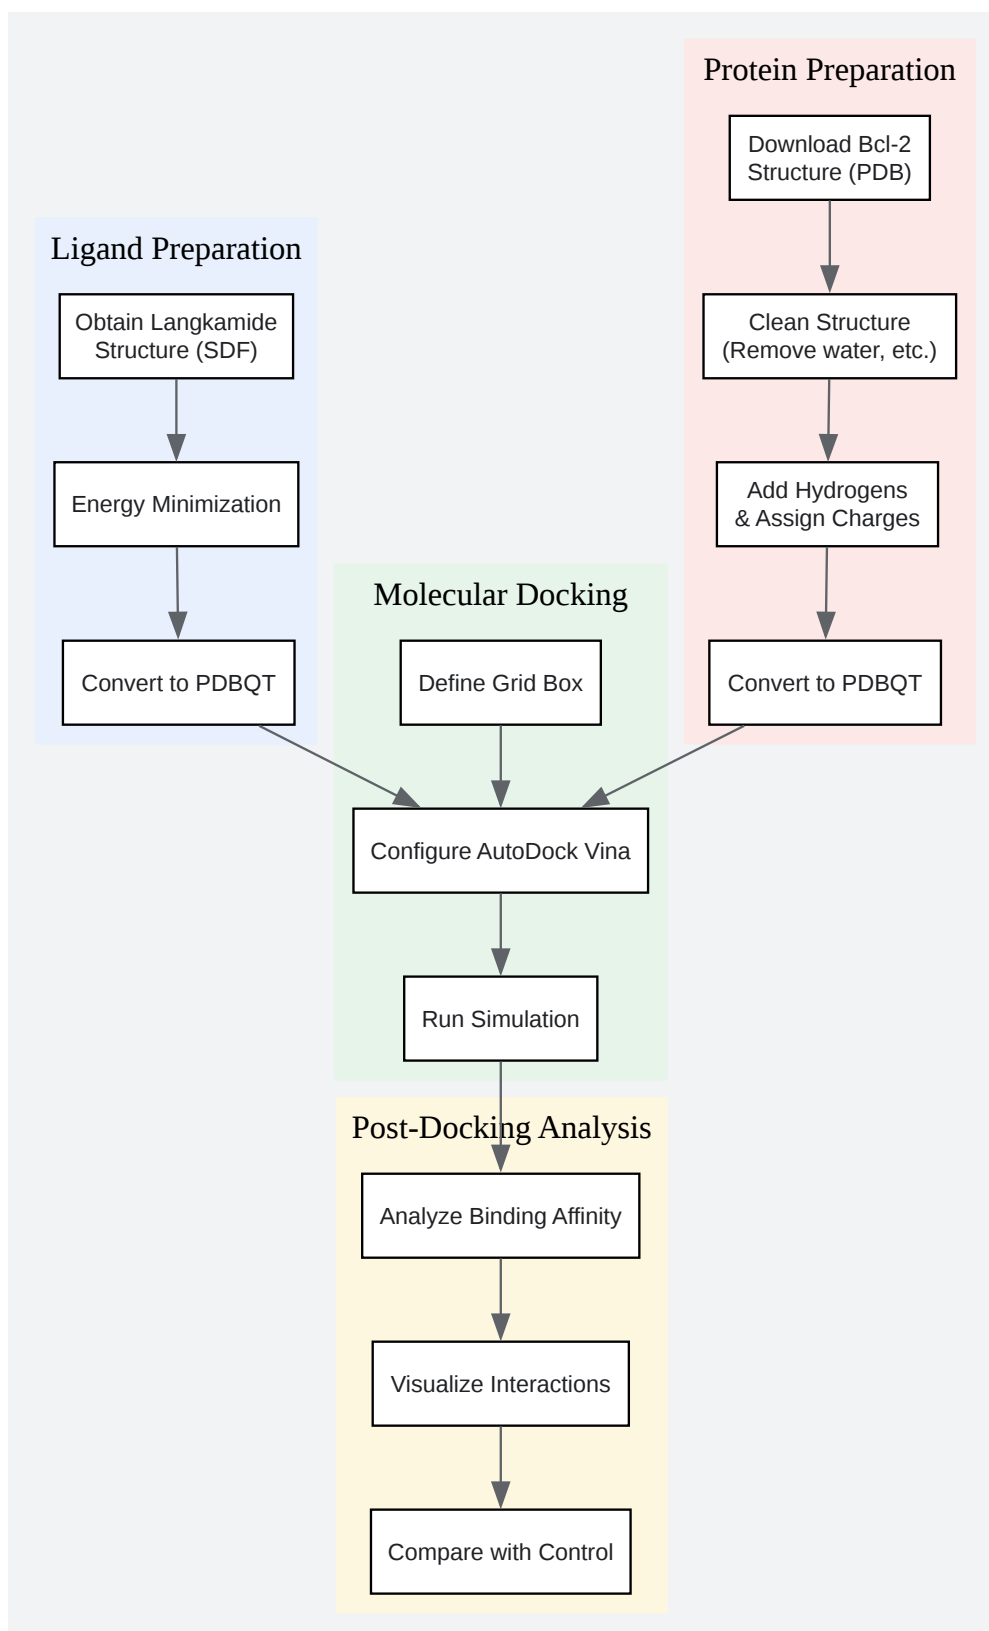 Protein Preparation
Download Bcl-2
Structure (PDB)
Clean Structure
(Remove water, etc.)
Add Hydrogens
& Assign Charges
Convert to PDBQT
Ligand Preparation
Obtain Langkamide
Structure (SDF)
Energy Minimization
Convert to PDBQT
Molecular Docking
Define Grid Box
Configure AutoDock Vina
Run Simulation
Post-Docking Analysis
Analyze Binding Affinity
Visualize Interactions
Compare with Control